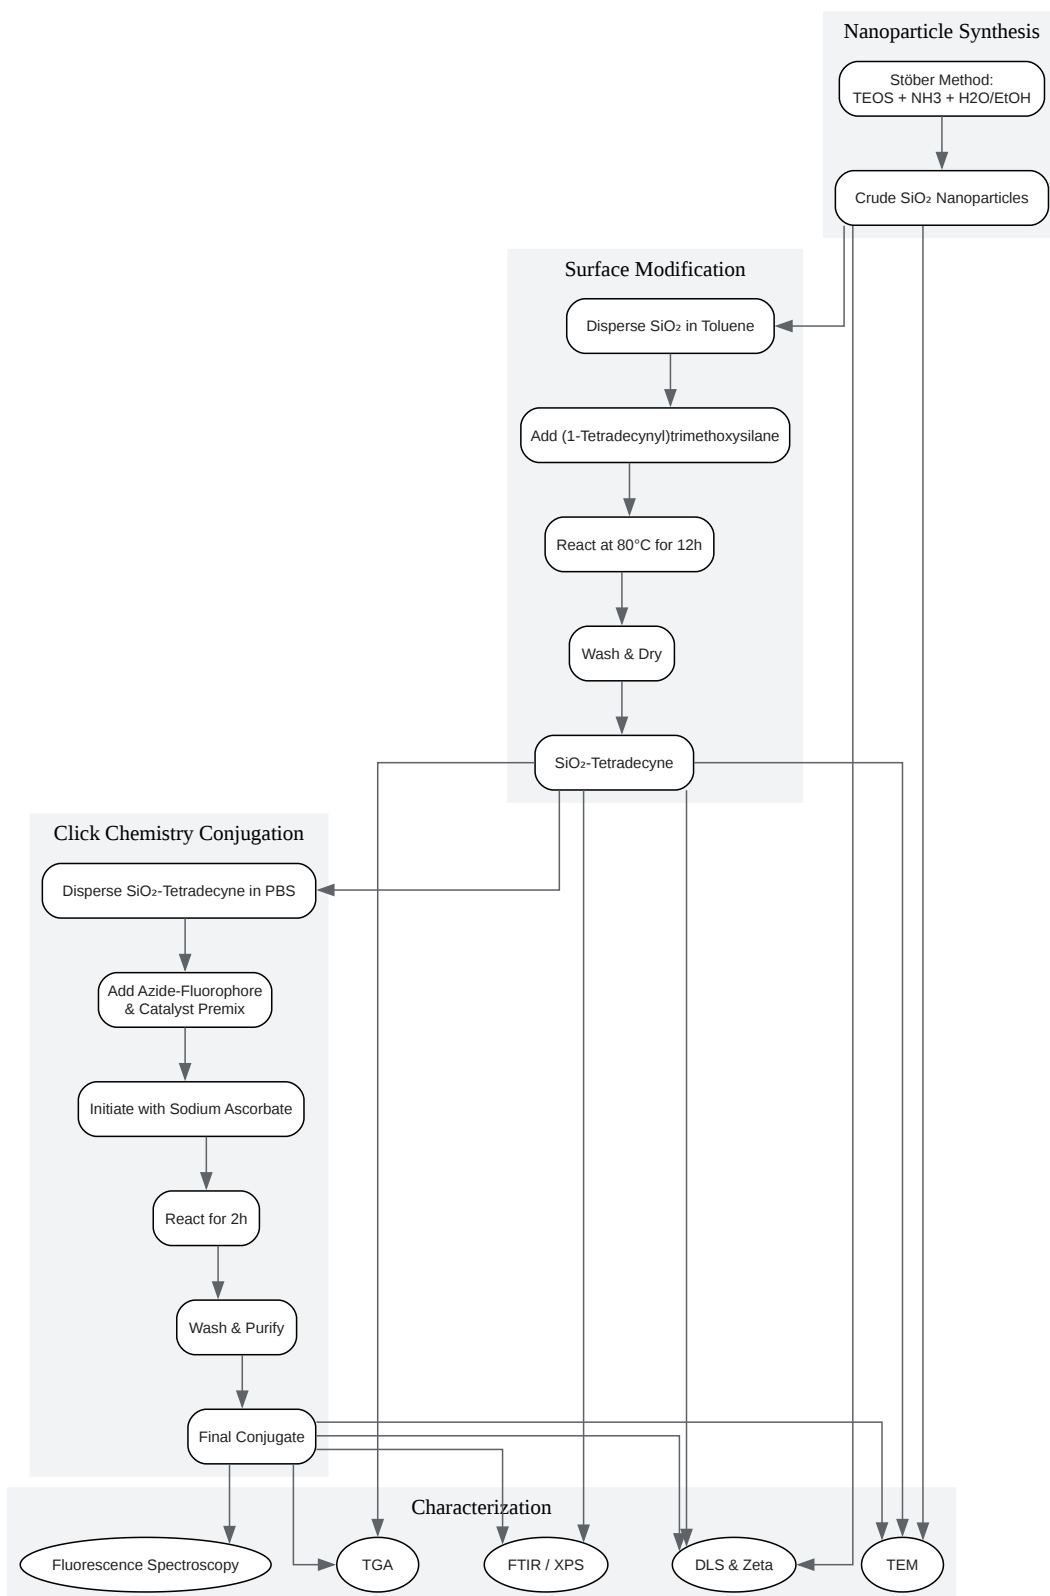 Nanoparticle Synthesis
Stöber Method:
TEOS + NH3 + H2O/EtOH
Crude SiO₂ Nanoparticles
Surface Modification
Disperse SiO₂ in Toluene
Add (1-Tetradecynyl)trimethoxysilane
React at 80°C for 12h
Wash & Dry
SiO₂-Tetradecyne
Click Chemistry Conjugation
Disperse SiO₂-Tetradecyne in PBS
Add Azide-Fluorophore
& Catalyst Premix
Initiate with Sodium Ascorbate
React for 2h
Wash & Purify
Final Conjugate
Characterization
Fluorescence Spectroscopy
TGA
FTIR / XPS
DLS & Zeta
TEM